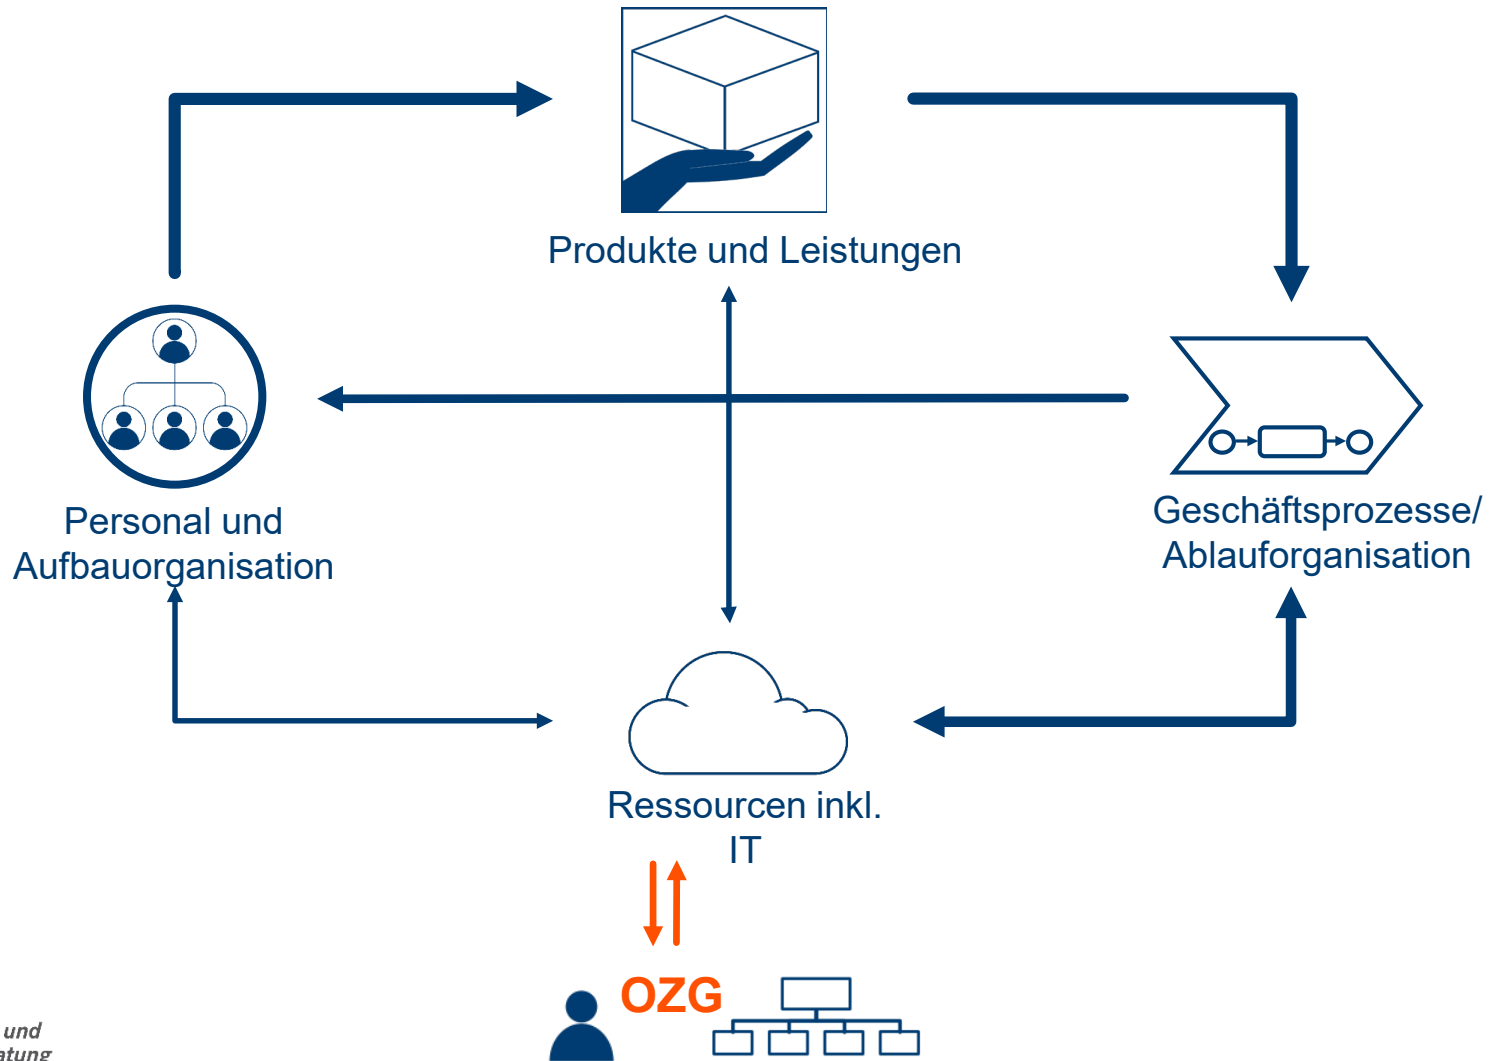 Produkte und Leistungen
Personal und
Aufbauorganisation
Geschäftsprozesse/
Ablauforganisation
Ressourcen inkl.
IT
OZG
und